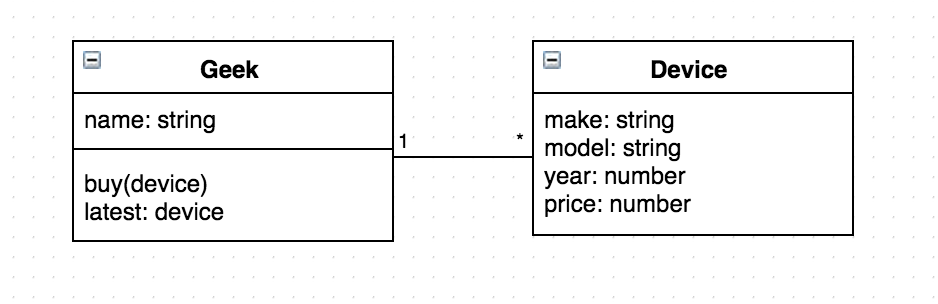 Geek
name: string
buy(device)
latest: device
1
*
Device
make: string
model: string
year: number
price: number